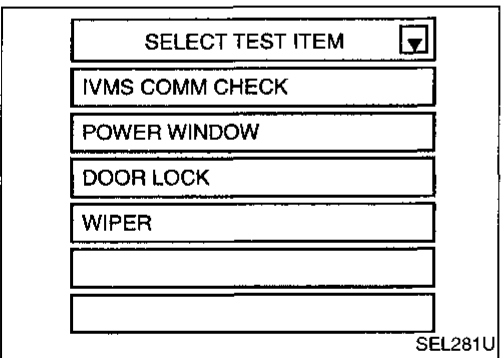 SELECT TEST ITEM
IVMS COMM CHECK
POWER WINDOW
DOOR LOCK
WIPER
SEL281U